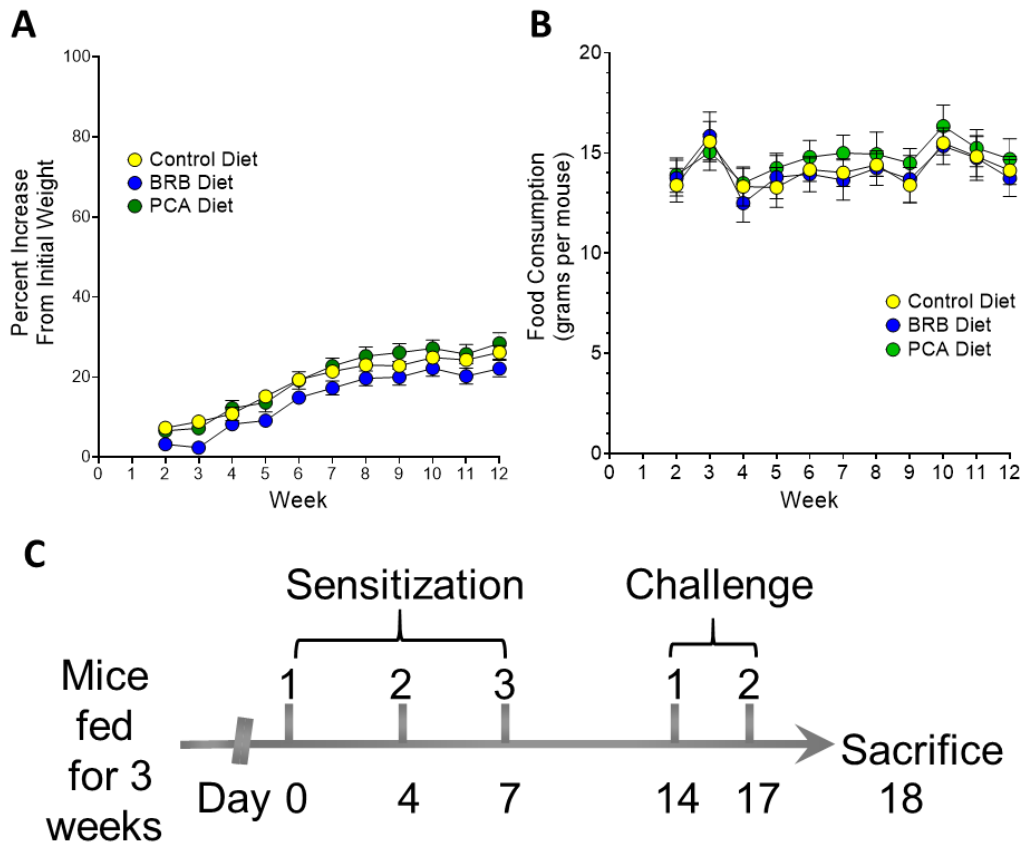 A
Percent Increase
From Initial Weight
100
80
60
40
20
0
Control Diet
BRB Diet
PCA Diet
0 1 2 3 4 5 6 7 8 9 10 11 12
Week
B
Food Consumption
(grams per mouse)
20
15
10
5
0
Control Diet
BRB Diet
PCA Diet
0 1 2 3 4 5 6 7 8 9 10 11 12
Week
C
Sensitization Challenge
1 2 3 1 2
Mice
fed
for 3
weeks
Day 0 4 7 14 17 18
Sacrifice